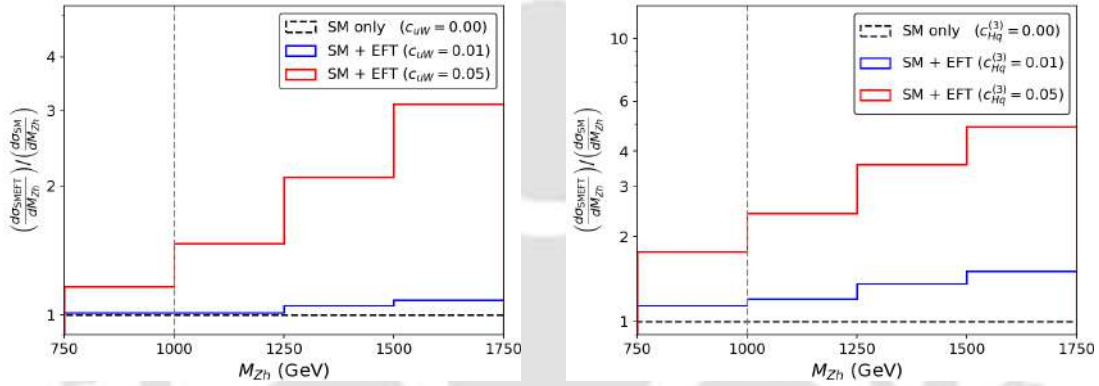 SM only (c_{uW} = 0.00)
SM + EFT (c_{uW} = 0.01)
SM + EFT (c_{uW} = 0.05)
4
3
2
1
(dσ_{SMEFT}/dM_{Zh})/(dσ_{SM}/dM_{Zh})
750 1000 1250 1500 1750
M_{Zh} (GeV)
SM only (c_{Hq}^{(3)} = 0.00)
SM + EFT (c_{Hq}^{(3)} = 0.01)
SM + EFT (c_{Hq}^{(3)} = 0.05)
10
8
6
4
3
2
1
(dσ_{SMEFT}/dM_{Zh})/(dσ_{SM}/dM_{Zh})
750 1000 1250 1500 1750
M_{Zh} (GeV)